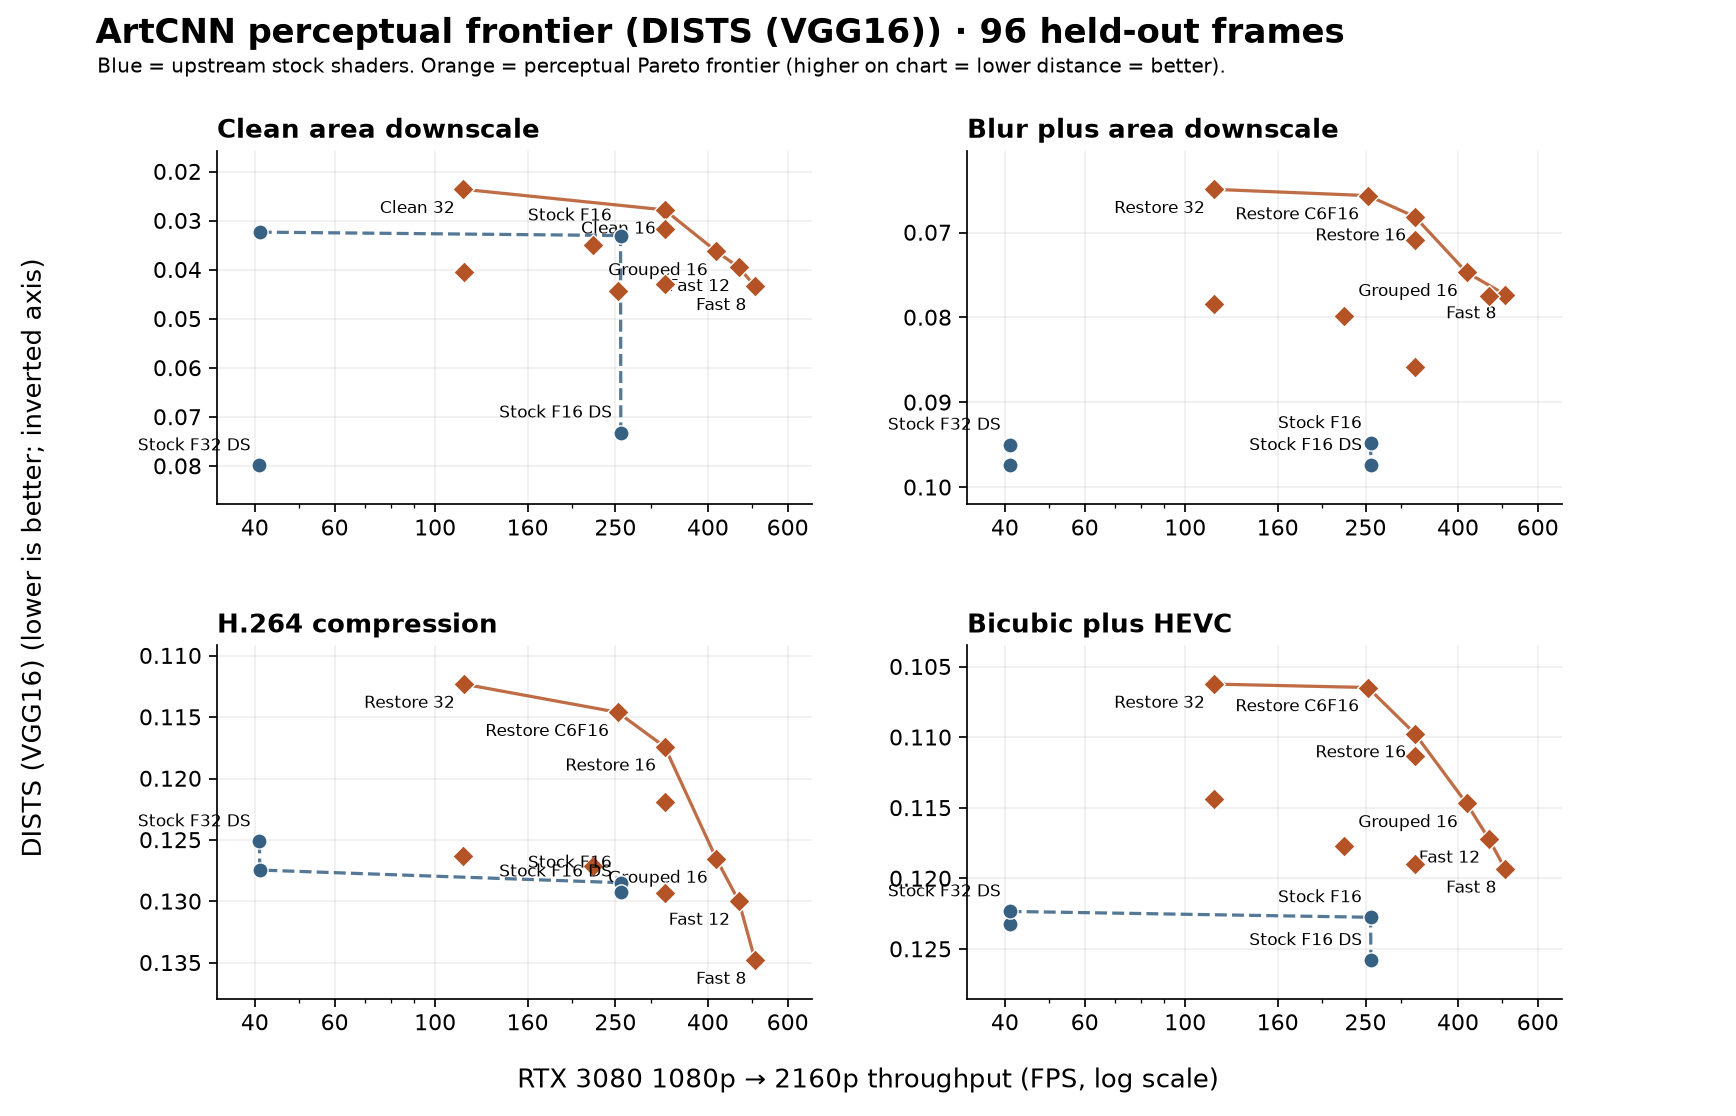 ArtCNN perceptual frontier (DISTS (VGG16)) · 96 held-out frames
Blue = upstream stock shaders. Orange = perceptual Pareto frontier (higher on chart = lower distance = better).
DISTS (VGG16) (lower is better; inverted axis)
Clean area downscale
0.02
0.03
0.04
0.05
0.06
0.07
0.08
Clean 32
Stock F16
Clean 16
Grouped 16
Fast 12
Fast 8
Stock F16 DS
Stock F32 DS
40 60 100 160 250 400 600
Blur plus area downscale
0.07
0.08
0.09
0.10
Restore 32
Restore C6F16
Restore 16
Grouped 16
Fast 8
Stock F32 DS
Stock F16
Stock F16 DS
40 60 100 160 250 400 600
H.264 compression
0.110
0.115
0.120
0.125
0.130
0.135
Restore 32
Restore C6F16
Restore 16
Stock F32 DS
Stock F16
Stock F16 DS
Grouped 16
Fast 12
Fast 8
40 60 100 160 250 400 600
Bicubic plus HEVC
0.105
0.110
0.115
0.120
0.125
Restore 32
Restore C6F16
Restore 16
Grouped 16
Fast 12
Fast 8
Stock F32 DS
Stock F16
Stock F16 DS
40 60 100 160 250 400 600
RTX 3080 1080p → 2160p throughput (FPS, log scale)